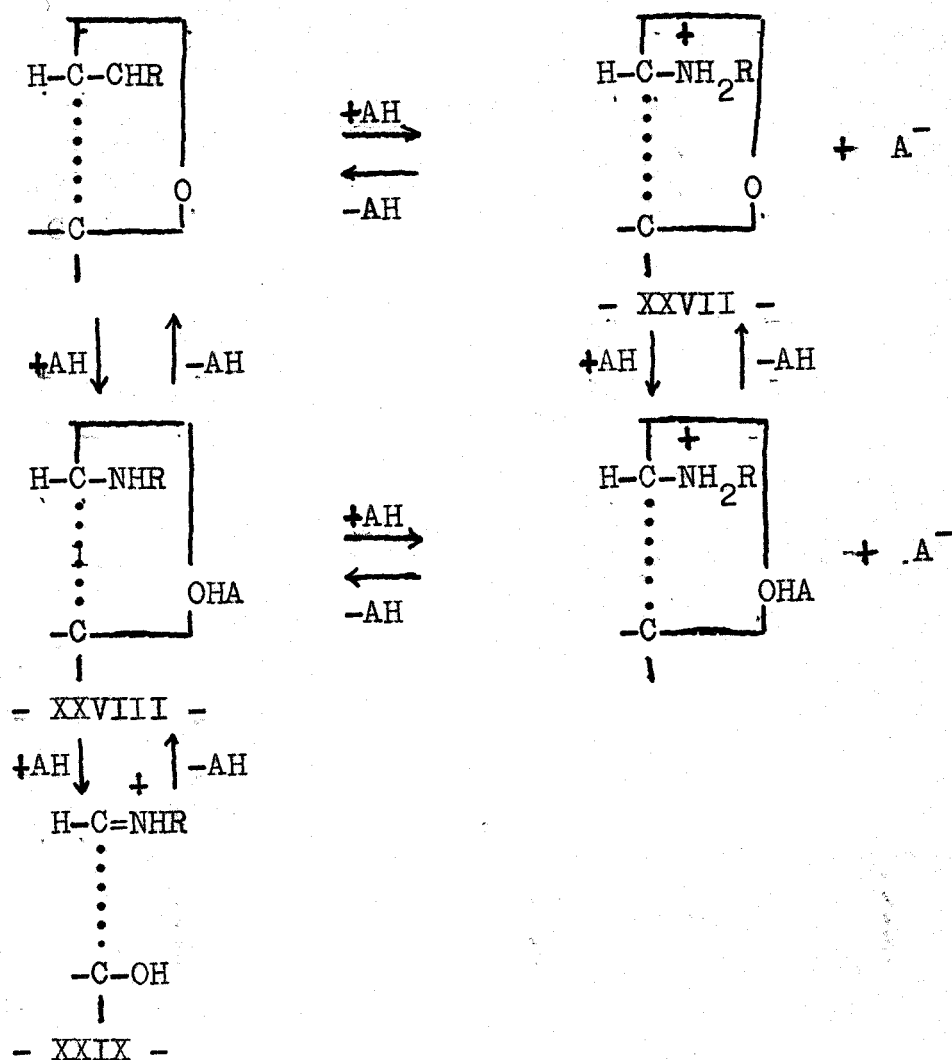 H-C-CHR H-C-NH2R
+
+AH
-AH
+ A-
O O
-C -C
- XXVII -
+AH -AH +AH -AH
H-C-NHR H-C-NH2R
+
+AH
-AH
+ A-
OHA OHA
-C -C
- XXVIII -
+AH -AH
+
H-C=NHR
-C-OH
- XXIX -